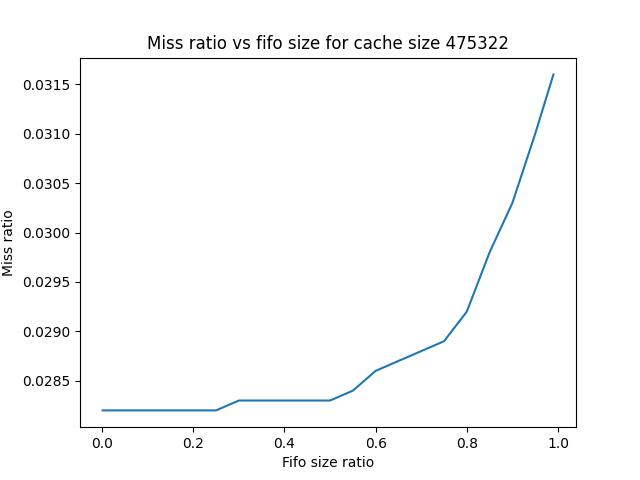 Miss ratio vs fifo size for cache size 475322
0.0315
0.0310
0.0305
0.0300
0.0295
0.0290
0.0285
Miss ratio
0.0 0.2 0.4 0.6 0.8 1.0
Fifo size ratio